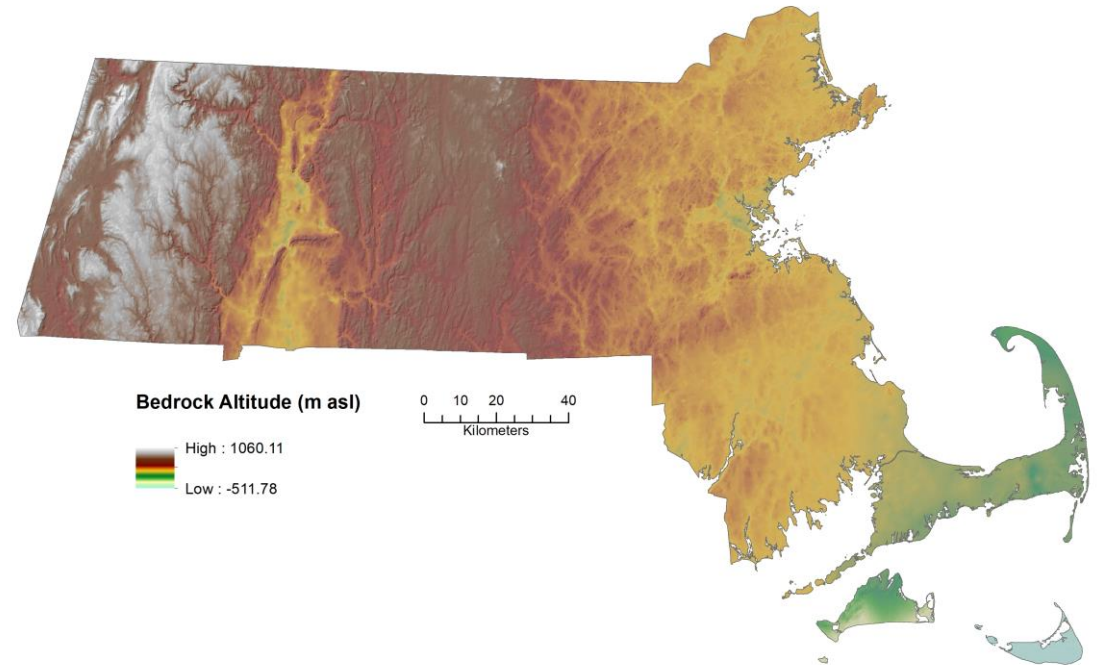 Bedrock Altitude (m asl)
High : 1060.11
Low : -511.78
0 10 20 40
Kilometers